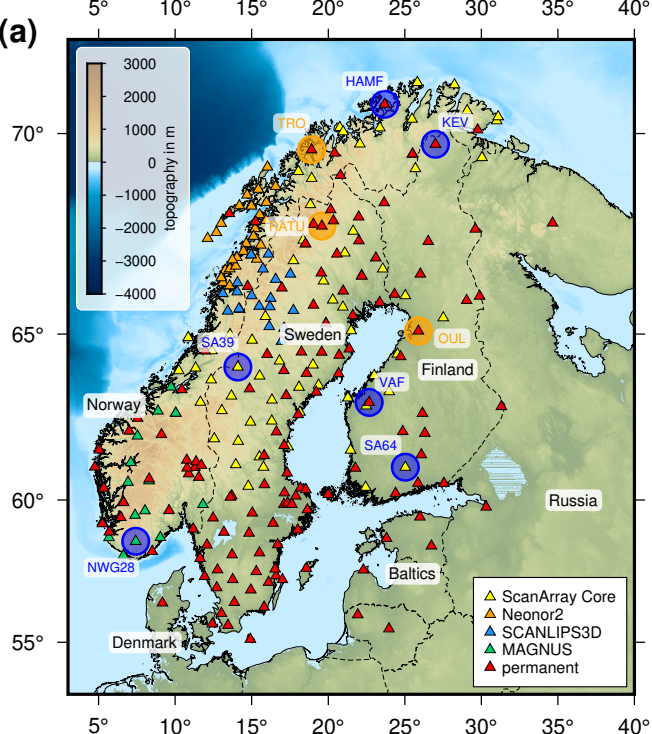 5° 10° 15° 20° 25° 30° 35° 40°
(a)
3000
2000
1000
0
−1000
−2000
−3000
−4000
topography in m
HAMF
TRO
KEV
70°
HATU
65°
SA39
Sweden
OUL
Finland
VAF
Norway
SA64
60°
Russia
NWG28
Baltics
Denmark
55°
ScanArray Core
Neonor2
SCANLIPS3D
MAGNUS
permanent
5° 10° 15° 20° 25° 30° 35° 40°